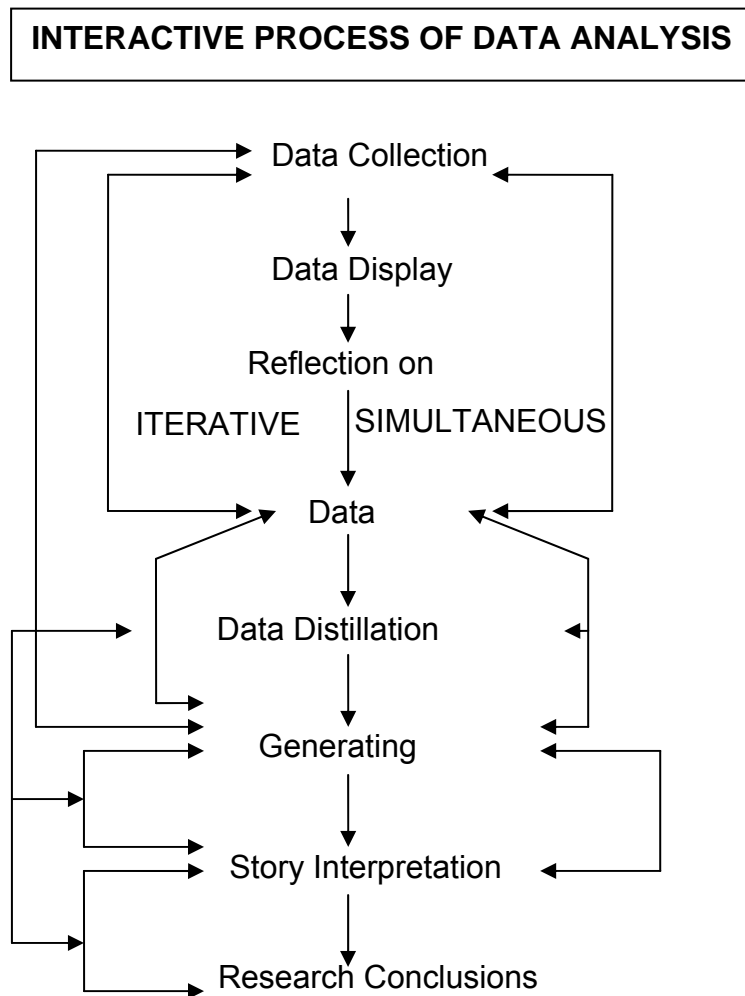 INTERACTIVE PROCESS OF DATA ANALYSIS
Data Collection
Data Display
Reflection on
ITERATIVE
SIMULTANEOUS
Data
Data Distillation
Generating
Story Interpretation
Research Conclusions